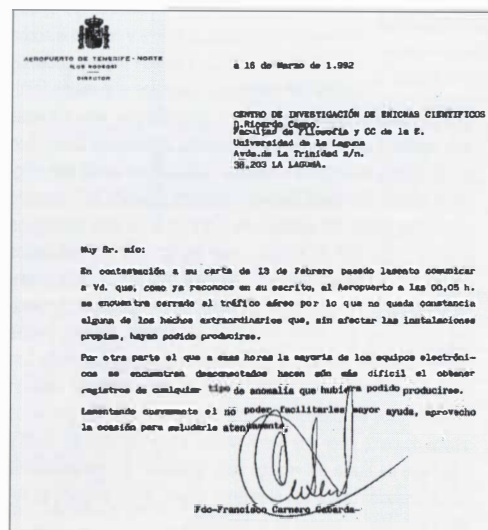 AEROPUERTO DE TENERIFE - NORTE
(LOS RODEOS)
DIRECTOR
a 16 de Marzo de 1.992
CENTRO DE INVESTIGACIÓN DE ENIGMAS CIENTIFICOS
D.Ricardo Campo.
Facultad de Filosofía y CC de la E.
Universidad de la Laguna
Avda.de La Trinidad s/n.
38.203 LA LAGUNA.
Muy Sr. mío:
En contestación a su carta de 13 de Febrero pasado lamento comunicar
a Vd. que, como ya reconoce en su escrito, el Aeropuerto a las 00,05 h.
se encuentra cerrado al tráfico aéreo por lo que no queda constancia
alguna de los hechos extraordinarios que, sin afectar las instalaciones
propias, hayan podido producirse.
Por otra parte el que a esas horas la mayoría de los equipos electróni-
cos se encuentran desconectados hacen aún más difícil el obtener
registros de cualquier tipo de anomalía que hubiera podido producirse.
Lamentando nuevamente el no poder facilitarles mayor ayuda, aprovecho
la ocasión para saludarle atentamente,
Fdo-Francisco Carnero Gabarda-